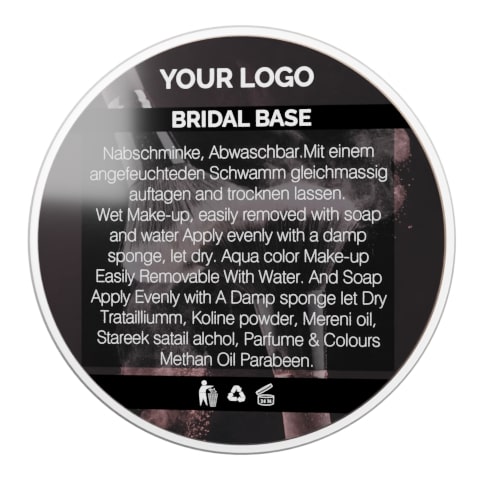 YOUR LOGO
BRIDAL BASE
Nabschminke, Abwaschbar.Mit einem
angefeuchteden Schwamm gleichmassig
auftagen and trocknen lassen.
Wet Make-up, easily removed with soap
and water Apply evenly with a damp
sponge, let dry. Aqua color Make-up
Easily Removable With Water. And Soap
Apply Evenly with A Damp sponge let Dry
Tratailliumm, Koline powder, Mereni oil,
Stareek satail alchol, Parfume & Colours
Methan Oil Parabeen.
24 M